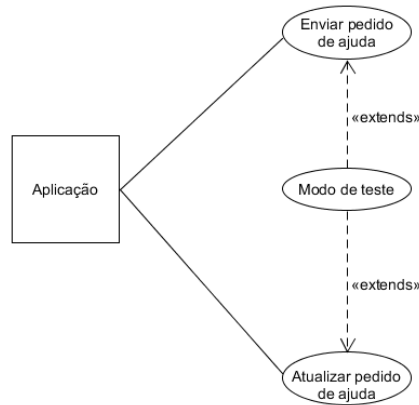 Enviar pedido
de ajuda
«extends»
Aplicação
Modo de teste
«extends»
Atualizar pedido
de ajuda